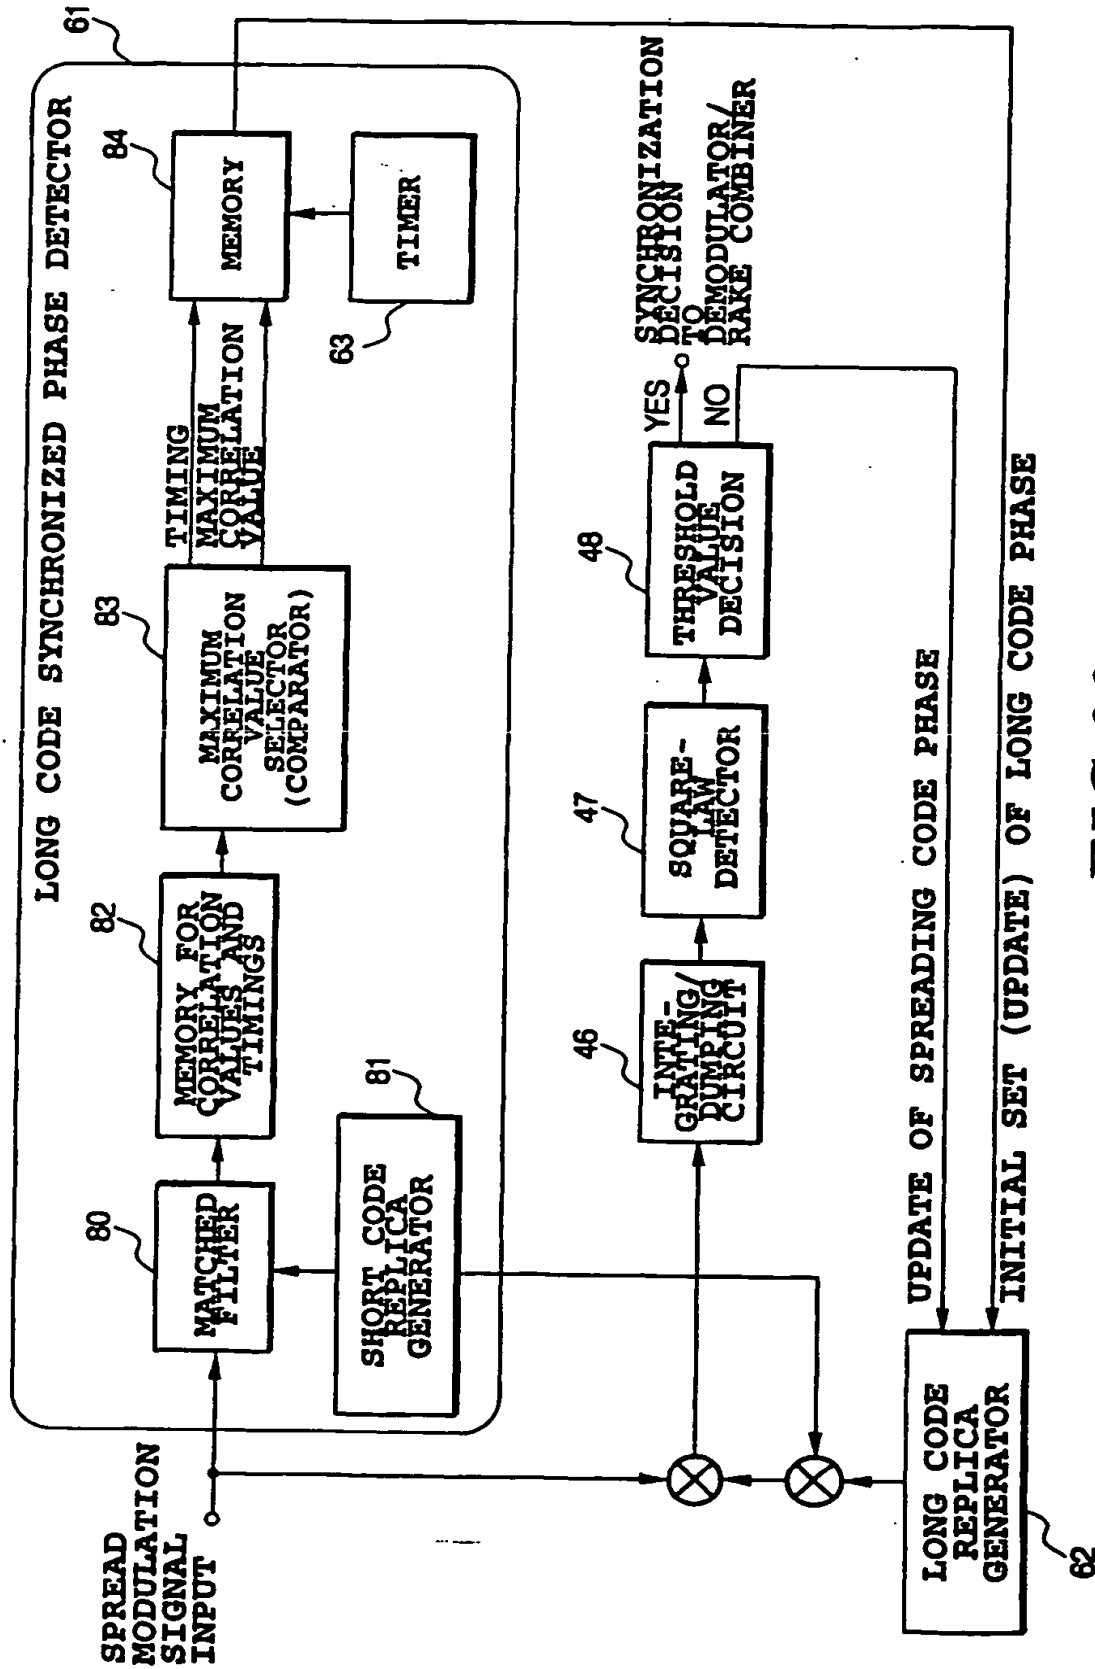 LONG CODE SYNCHRONIZED PHASE DETECTOR
61
SPREAD
MODULATION
SIGNAL
INPUT
80
MATCHED
FILTER
82
MEMORY FOR
CORRELATION
VALUES AND
TIMINGS
83
MAXIMUM
CORRELATION
VALUE
SELECTOR
(COMPARATOR)
TIMING
MAXIMUM
CORRELATION
VALUE
84
MEMORY
63
TIMER
81
SHORT CODE
REPLICA
GENERATOR
46
INTE-
GRATING/
DUMPING
CIRCUIT
47
SQUARE-
LAW
DETECTOR
48
THRESHOLD
VALUE
DECISION
YES
NO
SYNCHRONIZATION
DECISION
TO
DEMODULATOR/
RAKE COMBINER
UPDATE OF SPREADING CODE PHASE
INITIAL SET (UPDATE) OF LONG CODE PHASE
LONG CODE
REPLICA
GENERATOR
62